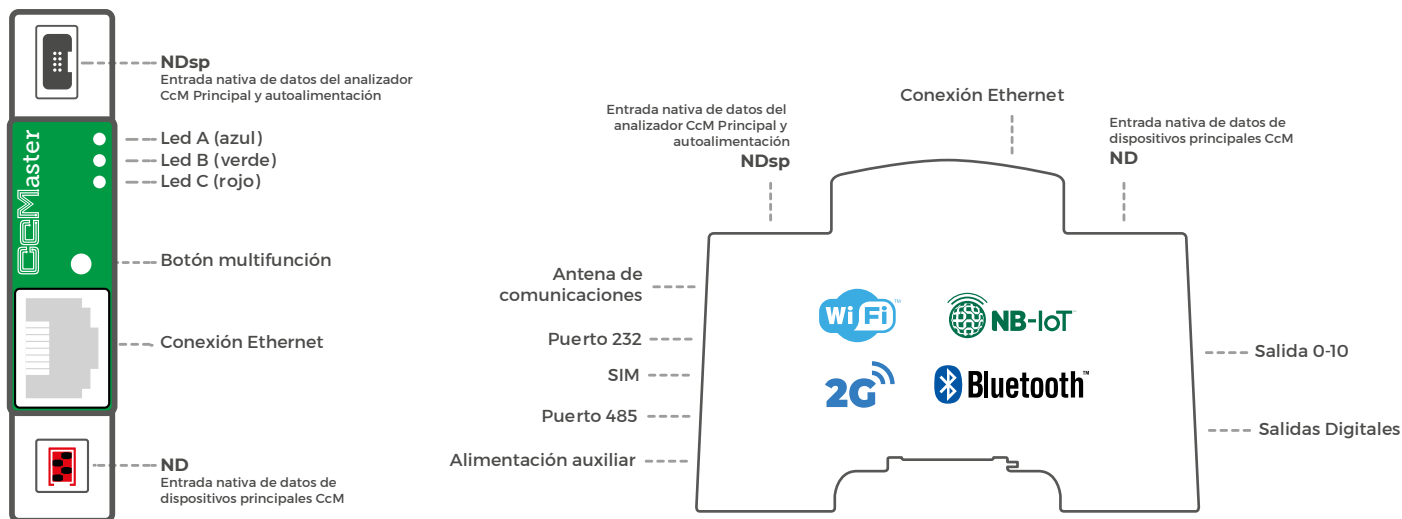 NDsp
Entrada nativa de datos del analizador
CcM Principal y autoalimentación
Led A (azul)
Led B (verde)
Led C (rojo)
CcMaster
Botón multifunción
Conexión Ethernet
ND
Entrada nativa de datos de
dispositivos principales CcM
Entrada nativa de datos del
analizador CcM Principal y
autoalimentación
NDsp
Conexión Ethernet
Entrada nativa de datos de
dispositivos principales CcM
ND
Antena de
comunicaciones
Puerto 232
SIM
Puerto 485
Alimentación auxiliar
WiFi™
NB-IoT
2G
Bluetooth™
Salida 0-10
Salidas Digitales